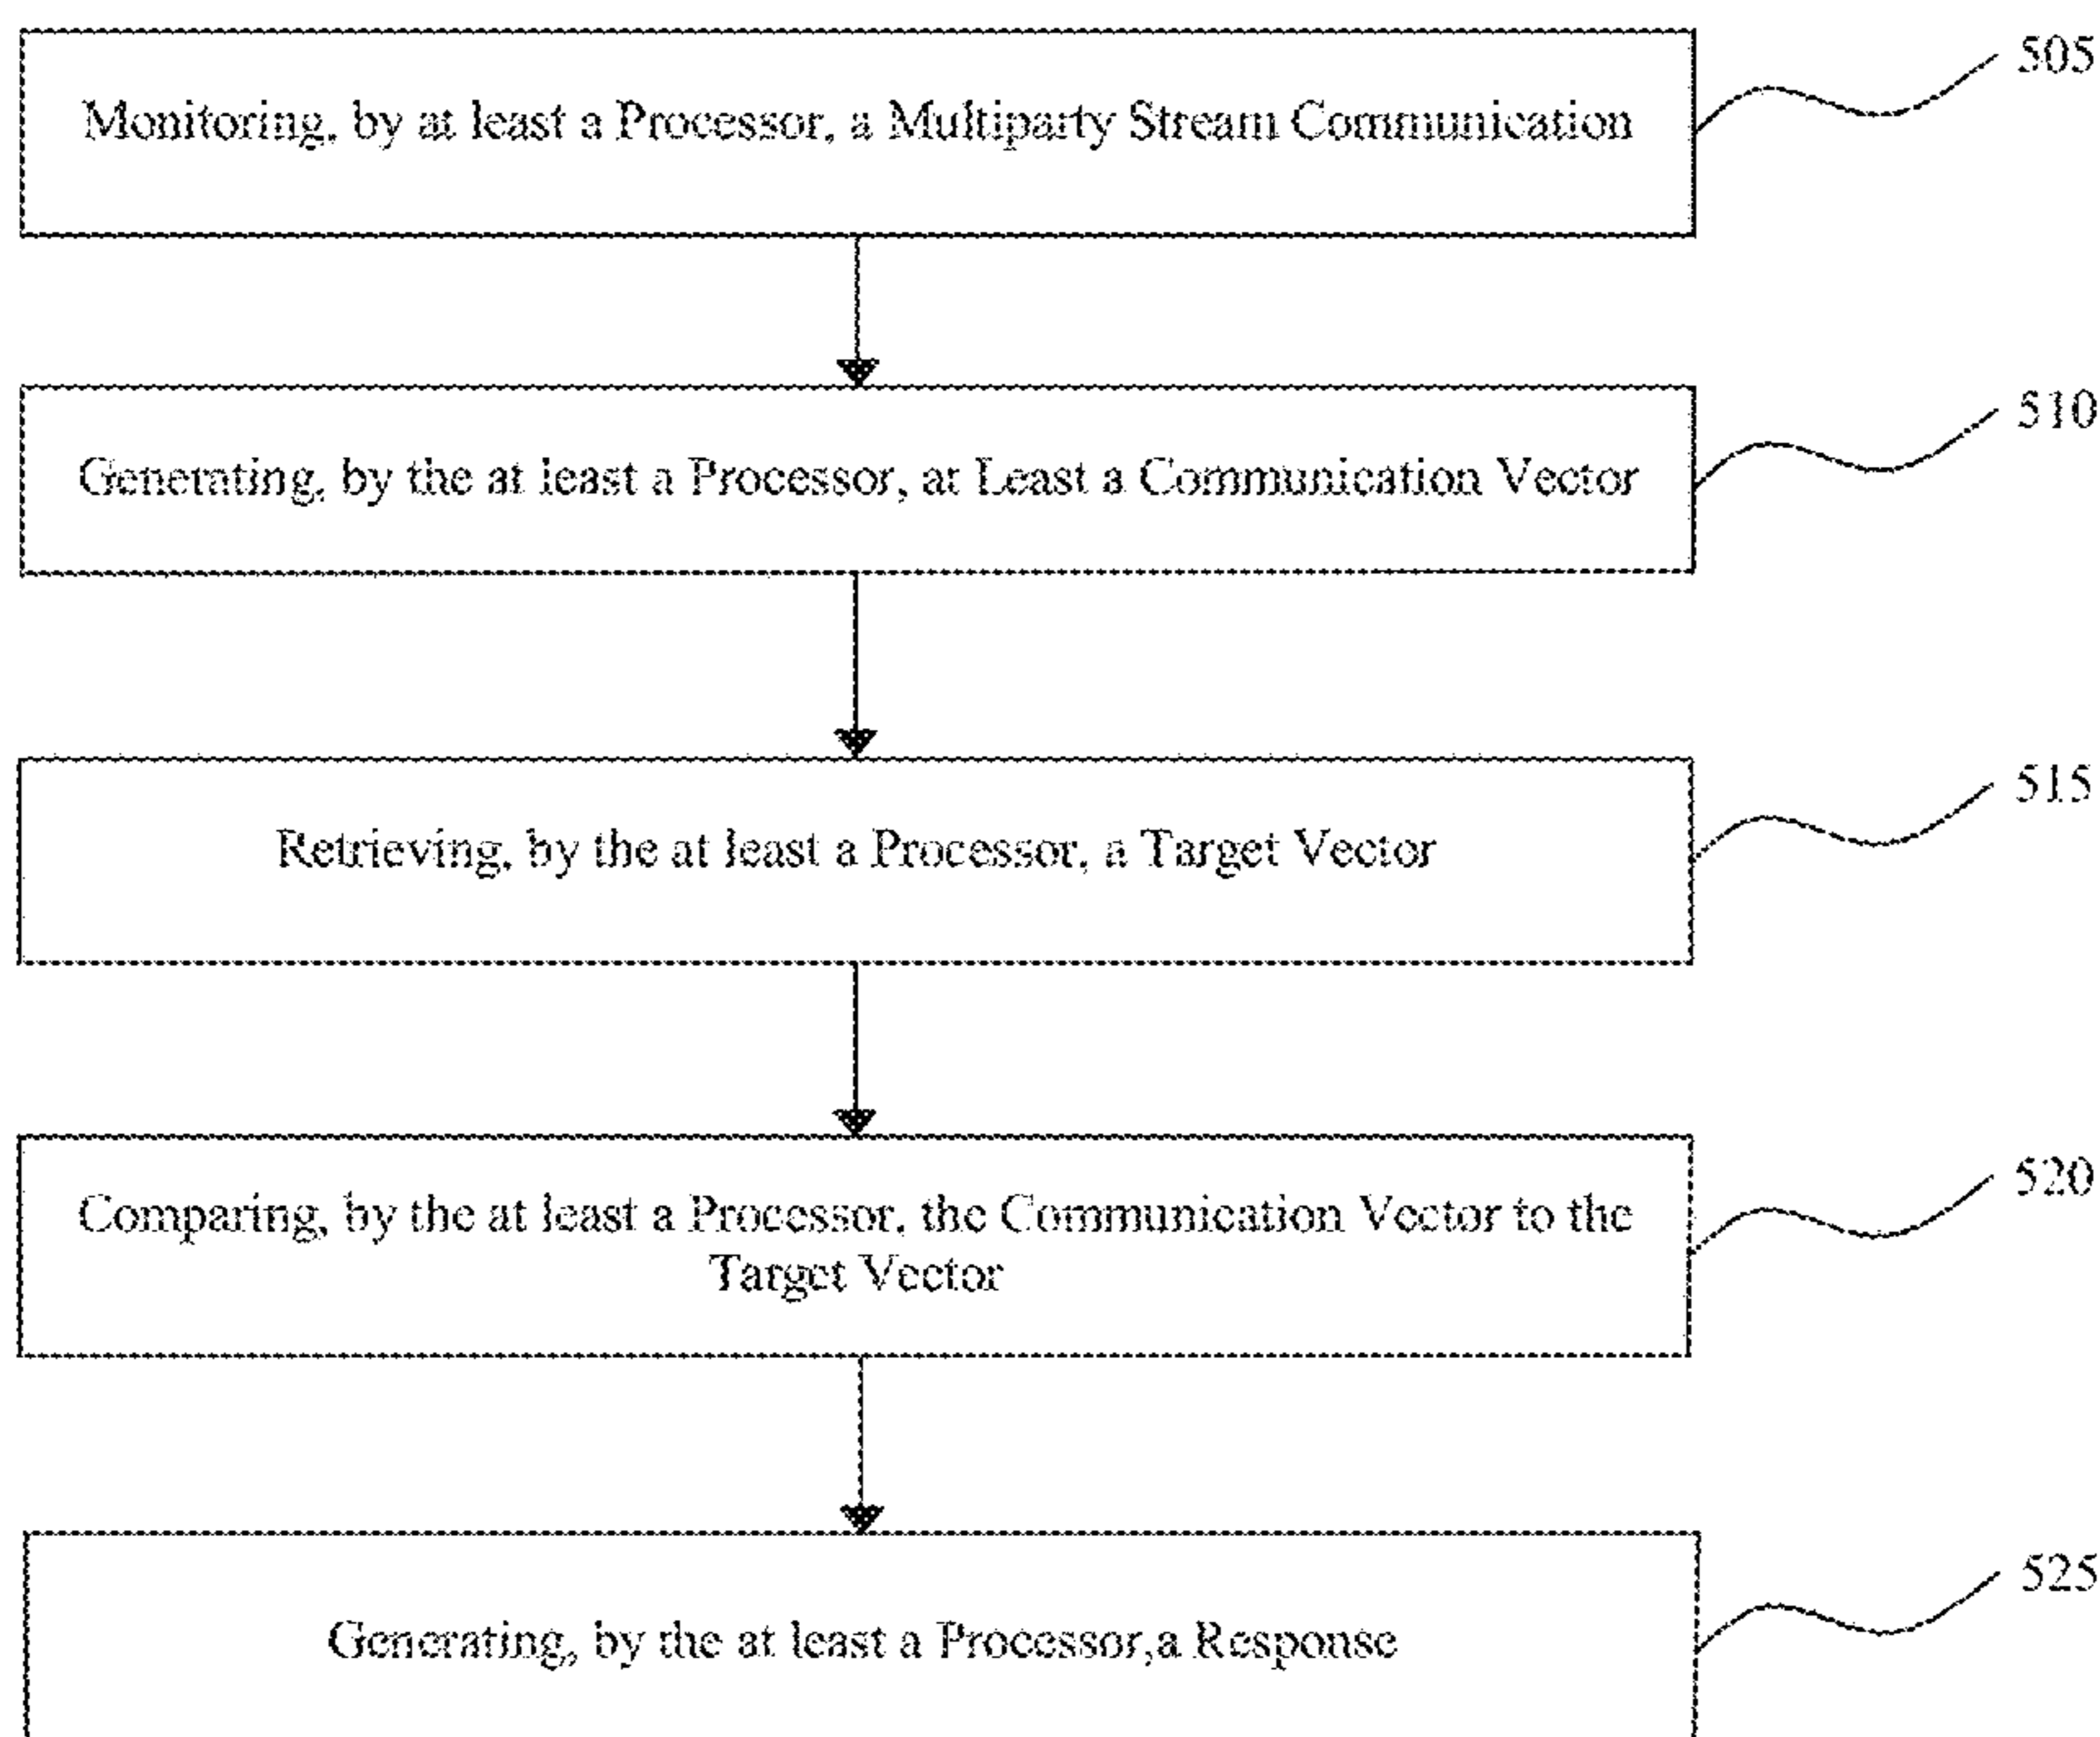 Monitoring, by at least a Processor, a Multiparty Stream Communication
505
Generating, by the at least a Processor, at Least a Communication Vector
510
Retrieving, by the at least a Processor, a Target Vector
515
Comparing, by the at least a Processor, the Communication Vector to the
Target Vector
520
Generating, by the at least a Processor,a Response
525